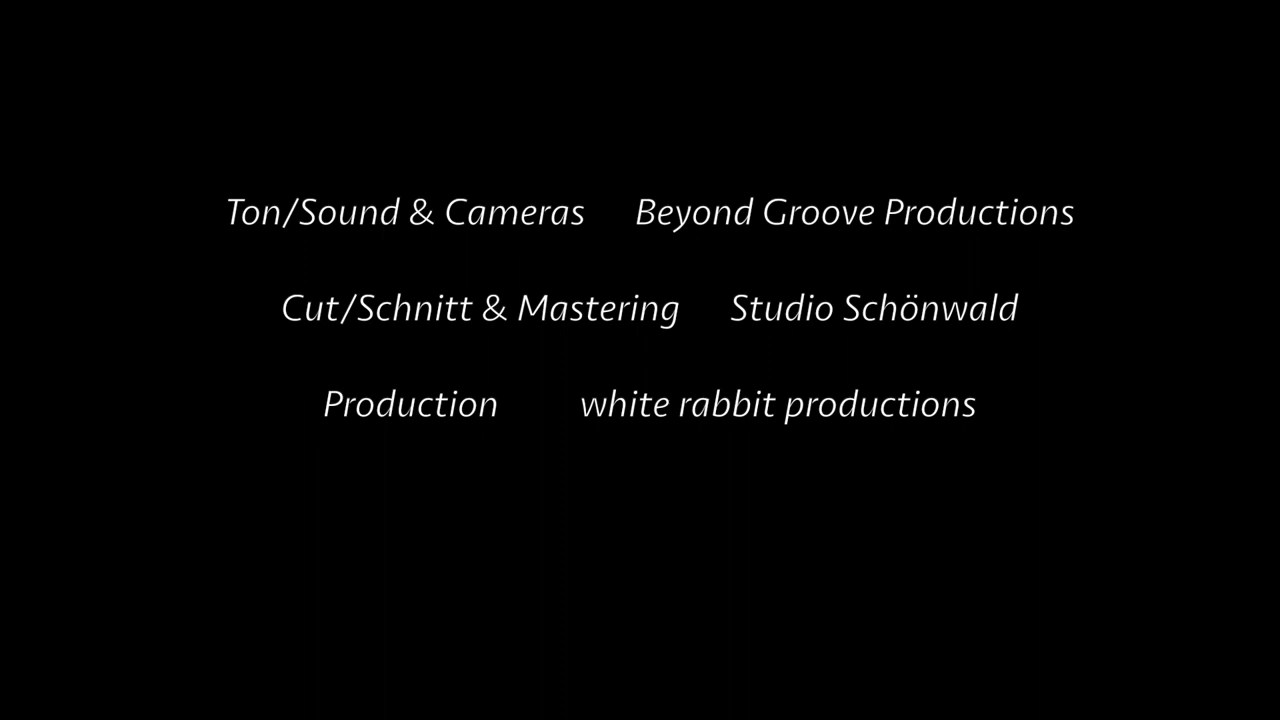 Ton/Sound & Cameras Beyond Groove Productions
Cut/Schnitt & Mastering Studio Schönwald
Production white rabbit productions